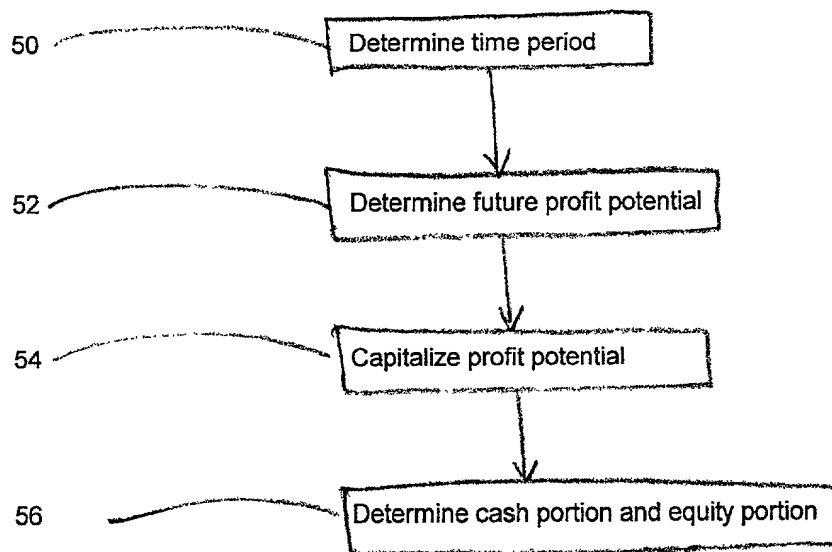 50 Determine time period
52 Determine future profit potential
54 Capitalize profit potential
56 Determine cash portion and equity portion